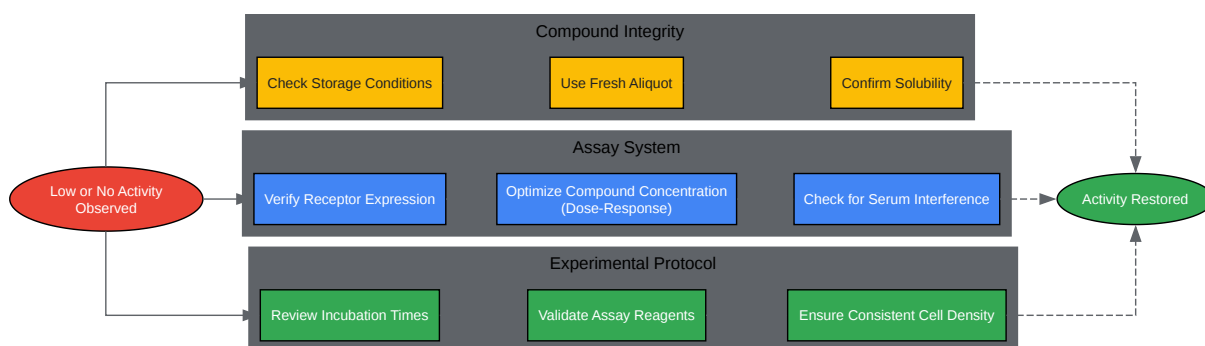 Compound Integrity
Check Storage Conditions
Use Fresh Aliquot
Confirm Solubility
Assay System
Low or No Activity
Observed
Verify Receptor Expression
Optimize Compound Concentration
(Dose-Response)
Check for Serum Interference
Activity Restored
Experimental Protocol
Review Incubation Times
Validate Assay Reagents
Ensure Consistent Cell Density